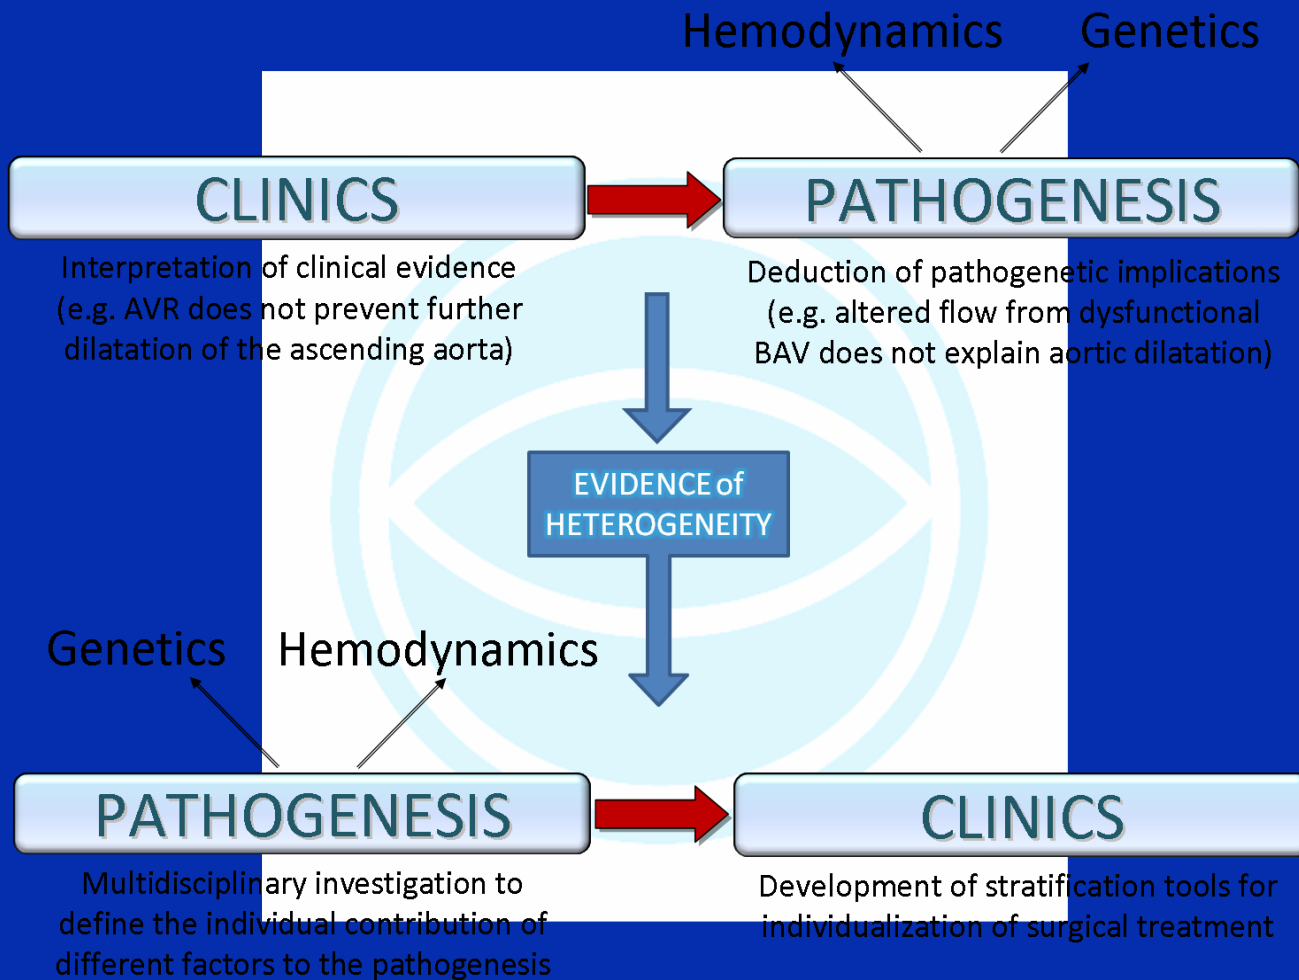 Hemodynamics Genetics
CLINICS
PATHOGENESIS
Interpretation of clinical evidence
(e.g. AVR does not prevent further
dilatation of the ascending aorta)
Deduction of pathogenetic implications
(e.g. altered flow from dysfunctional
BAV does not explain aortic dilatation)
EVIDENCE of
HETEROGENEITY
Genetics Hemodynamics
PATHOGENESIS
CLINICS
Multidisciplinary investigation to
define the individual contribution of
different factors to the pathogenesis
Development of stratification tools for
individualization of surgical treatment